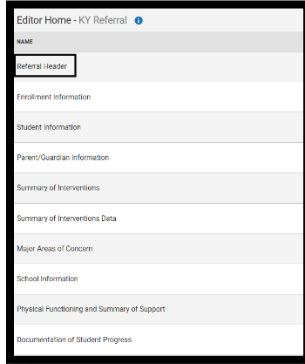 Editor Home - KY Referral
NAME
Referral Header
Enrollment Information
Student Information
Parent/Guardian Information
Summary of Interventions
Summary of Interventions Data
Major Areas of Concern
School Information
Physical Functioning and Summary of Support
Documentation of Student Progress